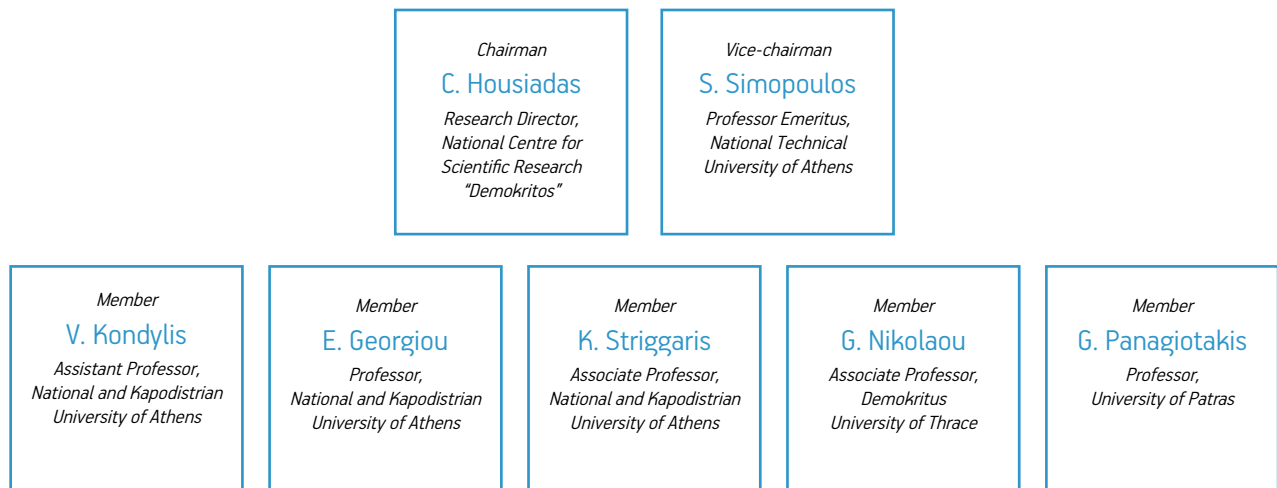 Chairman
C. Housiadas
Research Director,
National Centre for
Scientific Research
“Demokritos”
Vice-chairman
S. Simopoulos
Professor Emeritus,
National Technical
University of Athens
Member
V. Kondylis
Assistant Professor,
National and Kapodistrian
University of Athens
Member
E. Georgiou
Professor,
National and Kapodistrian
University of Athens
Member
K. Striggaris
Associate Professor,
National and Kapodistrian
University of Athens
Member
G. Nikolaou
Associate Professor,
Demokritus
University of Thrace
Member
G. Panagiotakis
Professor,
University of Patras